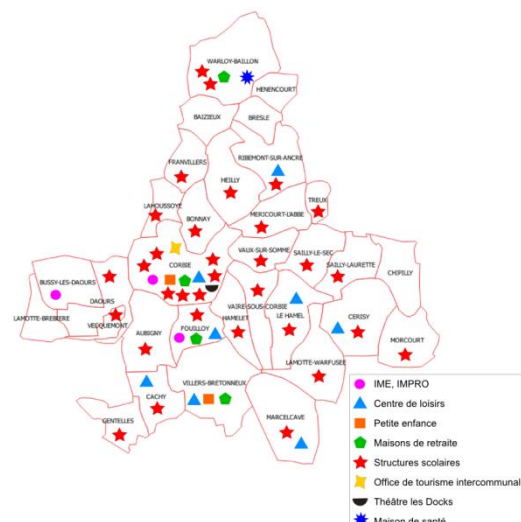 WARLOY-BAILLON
HENENCOURT
BAIZIEUX
BRESLE
RIBEMONT-SUR-ANCRE
FRANVILLERS
HEILLY
TREUX
LAHOUSSOYE
MERICOURT-L'ABBE
BONNAY
VAUX-SUR-SOMME
SAILLY-LE-SEC
SAILLY-LAURETTE
CORBIE
CHIPILLY
BUSSY-LES-DAOURS
DAOURS
LAMOTTE-BREBIERE
VECQUEMONT
VAIRE-SOUS-CORBIE
LE HAMEL
CERISY
FOUILLOY
HAMELET
AUBIGNY
MORCOURT
LAMOTTE-WARFUSEE
VILLERS-BRETONNEUX
CACHY
MARCELCAVE
GENTELLES
IME, IMPRO
Centre de loisirs
Petite enfance
Maisons de retraite
Structures scolaires
Office de tourisme intercommunal
Théâtre les Docks
Maison de santé